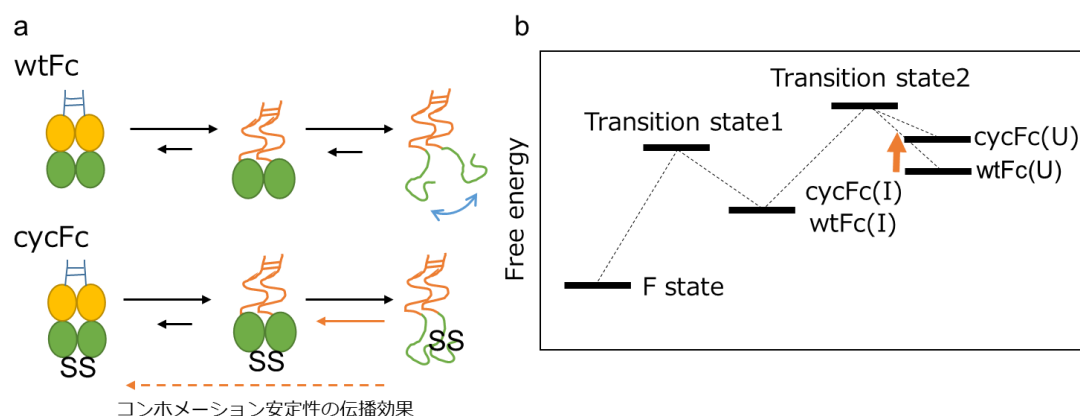 a
wtFc
cycFc
SS
SS
SS
コンホメーション安定性の伝播効果
b
Free energy
Transition state2
Transition state1
cycFc(U)
wtFc(U)
cycFc(I)
wtFc(I)
F state